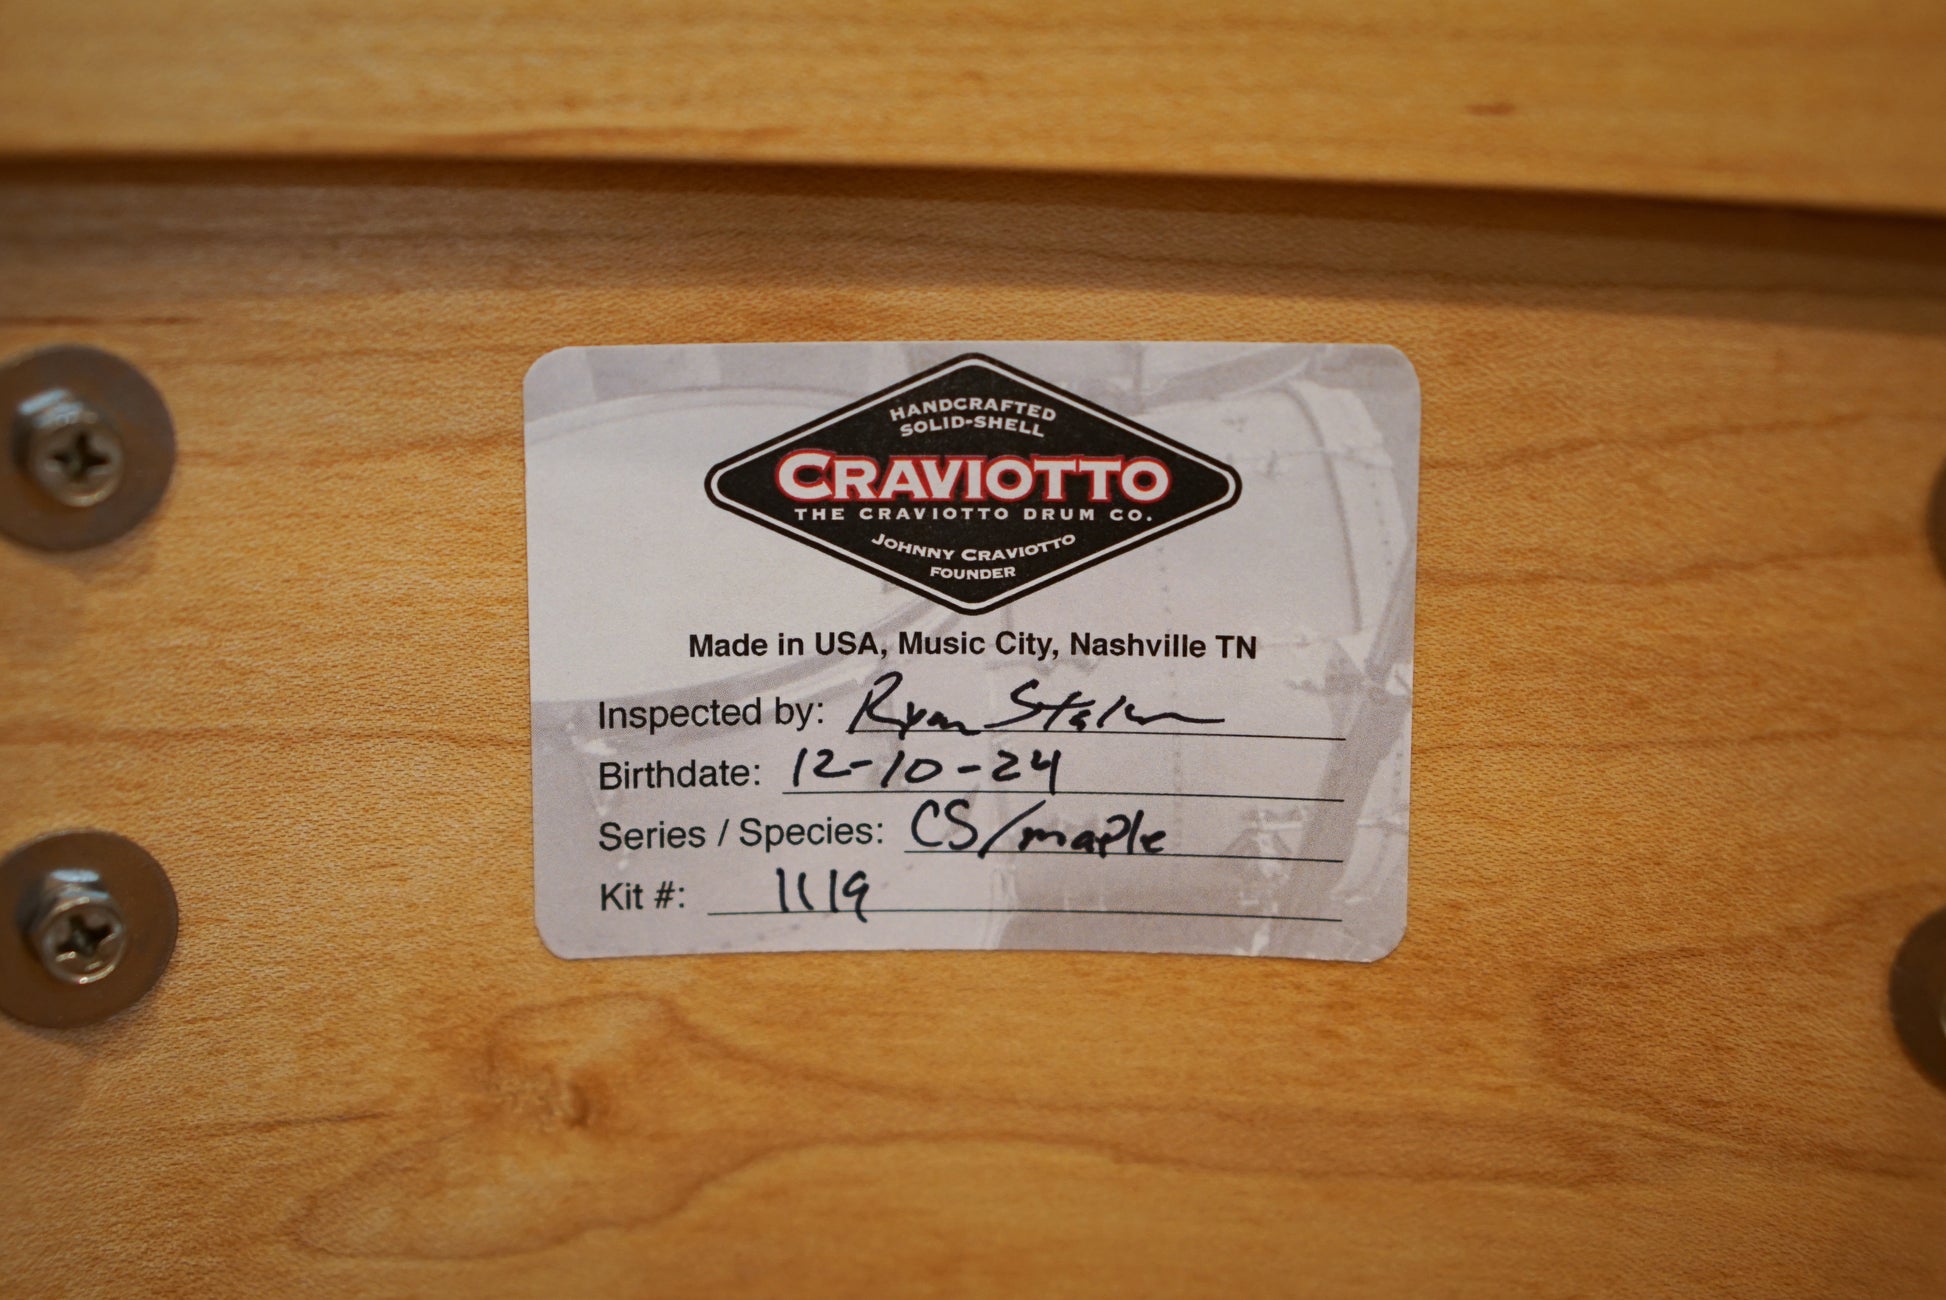 HANDCRAFTED
SOLID-SHELL
CRAVIOTTO
THE CRAVIOTTO DRUM CO.
JOHNNY CRAVIOTTO
FOUNDER
Made in USA, Music City, Nashville TN
Inspected by: Ryan
Birthdate: 12-10-24
Series / Species: CS/maple
Kit #: 1119